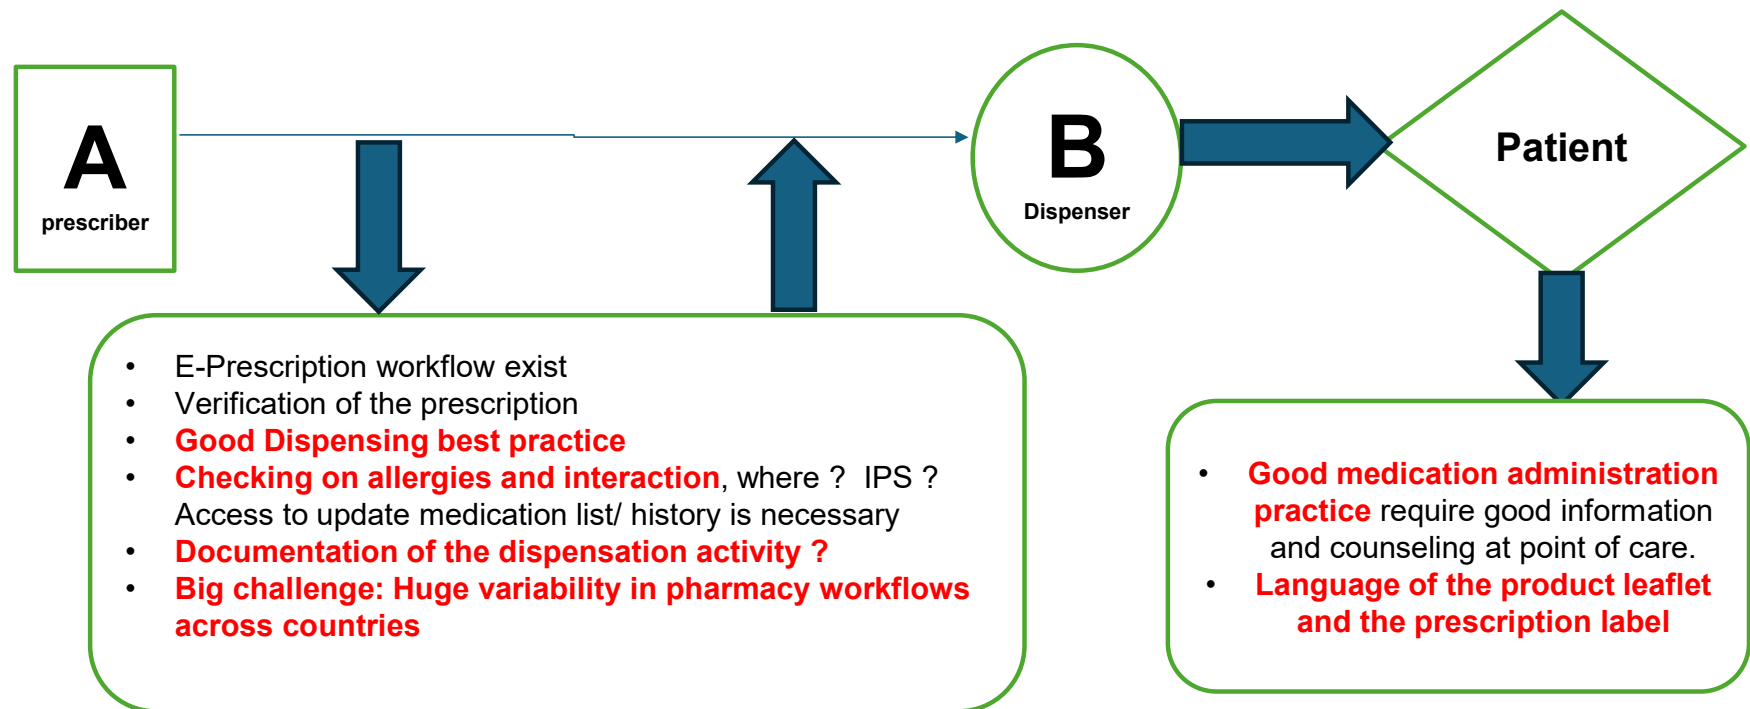 A
prescriber
B
Dispenser
Patient
• E-Prescription workflow exist
• Verification of the prescription
• Good Dispensing best practice
• Checking on allergies and interaction, where ? IPS ?
Access to update medication list/ history is necessary
• Documentation of the dispensation activity ?
• Big challenge: Huge variability in pharmacy workflows
across countries
• Good medication administration
practice require good information
and counseling at point of care.
• Language of the product leaflet
and the prescription label